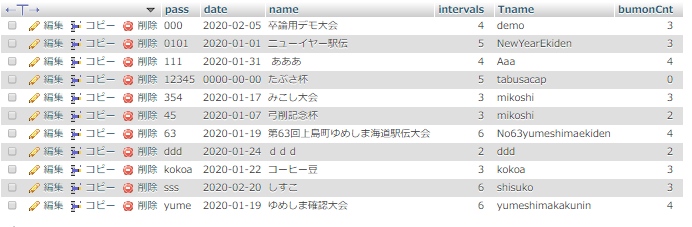 ←T→ ▼ pass date name intervals Tname bumonCnt
編集 コピー 削除 000 2020-02-05 卒論用デモ大会 4 demo 3
編集 コピー 削除 0101 2020-01-01 ニューイヤー駅伝 5 NewYearEkiden 3
編集 コピー 削除 111 2020-01-31 あああ 4 Aaa 4
編集 コピー 削除 12345 0000-00-00 たぶさ杯 5 tabusacap 0
編集 コピー 削除 354 2020-01-17 みこし大会 3 mikoshi 3
編集 コピー 削除 45 2020-01-07 弓削記念杯 3 mikoshi 2
編集 コピー 削除 63 2020-01-19 第63回上島町ゆめしま海道駅伝大会 6 No63yumeshimaekiden 4
編集 コピー 削除 ddd 2020-01-24 ｄｄｄ 2 ddd 2
編集 コピー 削除 kokoa 2020-01-22 コーヒー豆 3 kokoa 3
編集 コピー 削除 sss 2020-02-20 しすこ 6 shisuko 3
編集 コピー 削除 yume 2020-01-19 ゆめしま確認大会 6 yumeshimakakunin 4